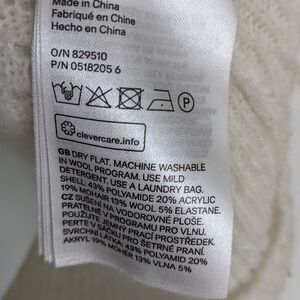 Made in China
Fabriqué en Chine
Hecho en China
O/N 829510
P/N 0518205 6
P
clevercare.info
GB DRY FLAT. MACHINE WASHABLE
IN WOOL PROGRAM. USE MILD
DETERGENT. USE A LAUNDRY BAG.
SHELL: 43% POLYAMIDE 20% ACRYLIC
19% MOHAIR 13% WOOL 5% ELASTANE.
CZ SUŠENÍ NA VODOROVNÉ PLOŠE.
PERTE V PROGRAMU PRO VLNU.
POUŽIJTE JEMNÝ PRACÍ PROSTŘEDEK.
PERTE V SÁČKU PRO ŠETRNÉ PRANÍ.
SVRCHNÍ LÁTKA: 43% POLYAMID 20%
AKRYL 19% MOHÉR 13% VLNA 5%